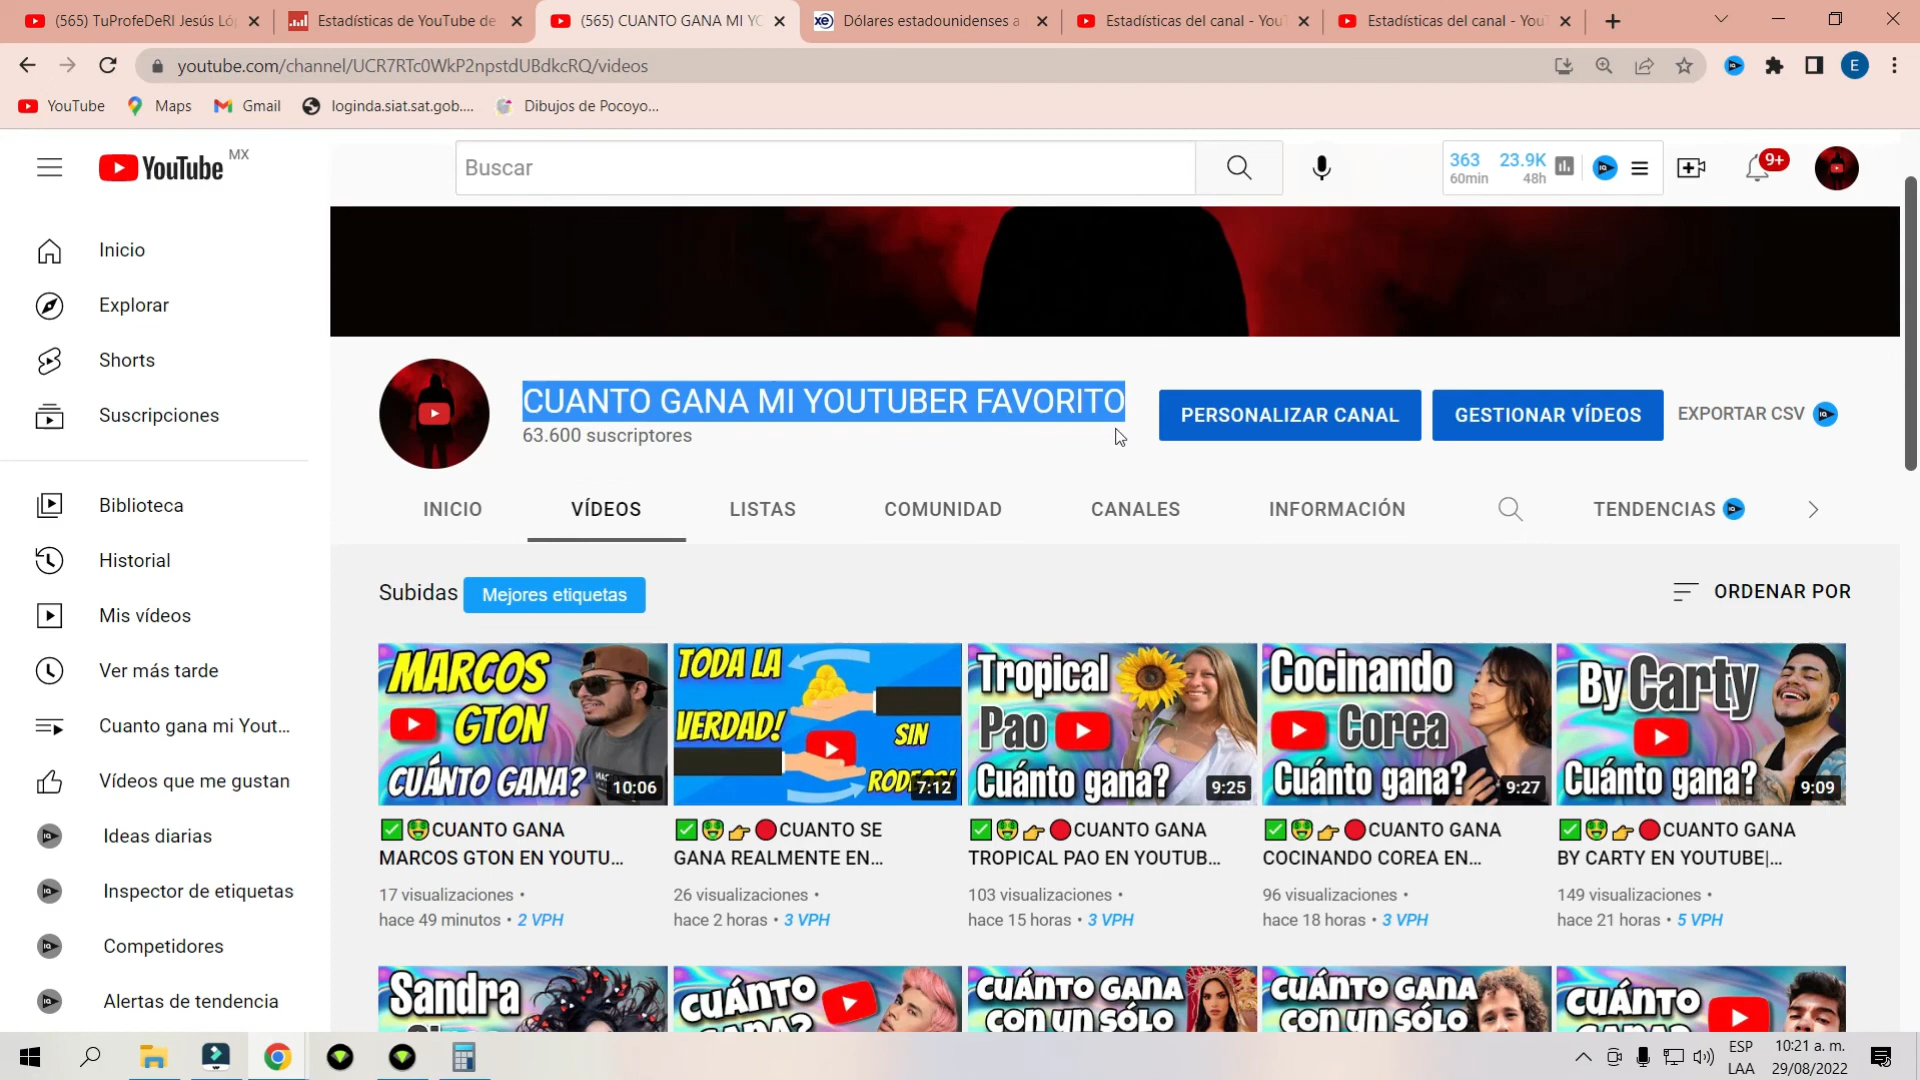 (565) TuProfeDeRI Jesús Ló
Estadísticas de YouTube de
(565) CUANTO GANA MI YO
Dólares estadounidenses a
Estadísticas del canal - YouT
Estadísticas del canal - YouT
youtube.com/channel/UCR7RTc0WkP2npstdUBdkcRQ/videos
E
YouTube
Maps
Gmail
loginda.siat.sat.gob....
Dibujos de Pocoyo...
YouTube MX
Buscar
363
60min
23.9K
48h
9+
Inicio
Explorar
Shorts
Suscripciones
Biblioteca
Historial
Mis vídeos
Ver más tarde
Cuanto gana mi Yout...
Vídeos que me gustan
Ideas diarias
Inspector de etiquetas
Competidores
Alertas de tendencia
CUANTO GANA MI YOUTUBER FAVORITO
63.600 suscriptores
PERSONALIZAR CANAL
GESTIONAR VÍDEOS
EXPORTAR CSV
INICIO
VÍDEOS
LISTAS
COMUNIDAD
CANALES
INFORMACIÓN
TENDENCIAS
Subidas
Mejores etiquetas
ORDENAR POR
MARCOS
GTON
CUÁNTO GANA?
10:06
TODA LA
VERDAD!
SIN
RODEOS!
7:12
Tropical
Pao
Cuánto gana?
9:25
Cocinando
Corea
Cuánto gana?
9:27
By Carty
Cuánto gana?
9:09
✅🤑CUANTO GANA
MARCOS GTON EN YOUTU...
17 visualizaciones •
hace 49 minutos • 2 VPH
✅🤑👉🔴CUANTO SE
GANA REALMENTE EN...
26 visualizaciones •
hace 2 horas • 3 VPH
✅🤑👉🔴CUANTO GANA
TROPICAL PAO EN YOUTUB...
103 visualizaciones •
hace 15 horas • 3 VPH
✅🤑👉🔴CUANTO GANA
COCINANDO COREA EN...
96 visualizaciones •
hace 18 horas • 3 VPH
✅🤑👉🔴CUANTO GANA
BY CARTY EN YOUTUBE|...
149 visualizaciones •
hace 21 horas • 5 VPH
Sandra
CUÁNTO
CUÁNTO GANA
CON UN SÓLO
CUÁNTO GANA
CON UN SÓLO
CUÁNTO
ESP
LAA
10:21 a. m.
29/08/2022